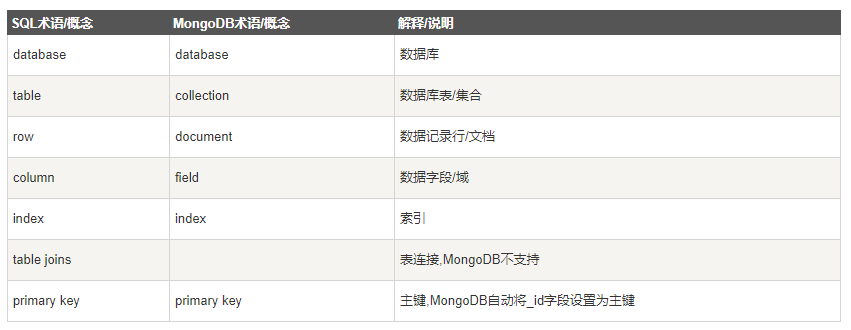 SQL术语/概念 MongoDB术语/概念 解释/说明
database database 数据库
table collection 数据库表/集合
row document 数据记录行/文档
column field 数据字段/域
index index 索引
table joins 表连接,MongoDB不支持
primary key primary key 主键,MongoDB自动将_id字段设置为主键